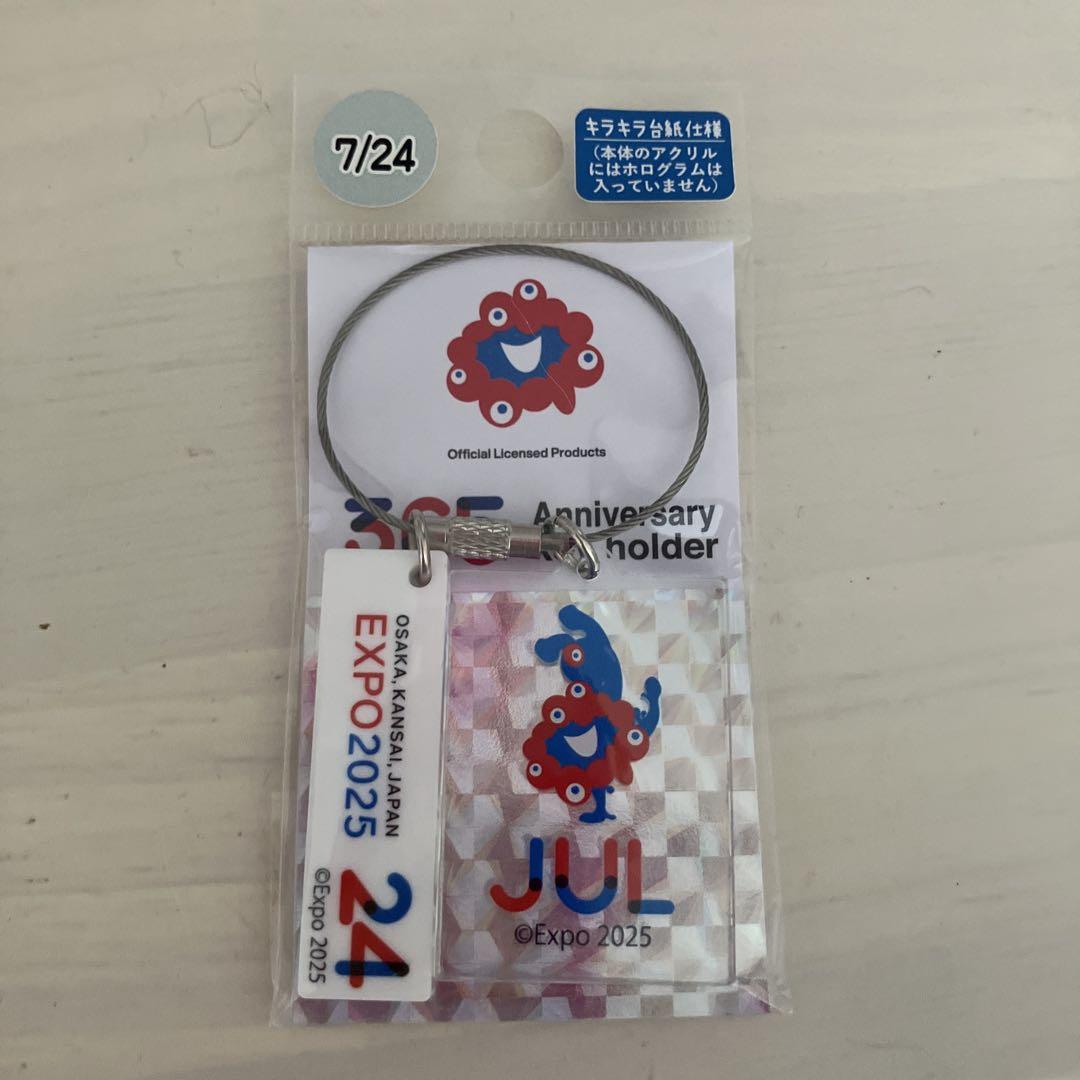 7/24
キラキラ台紙仕様
(本体のアクリル
にはホログラムは
入っていません)
Official Licensed Products
365 Anniversary
holder
OSAKA, KANSAI, JAPAN
EXPO2025
24
©Expo 2025
JUL
©Expo 2025